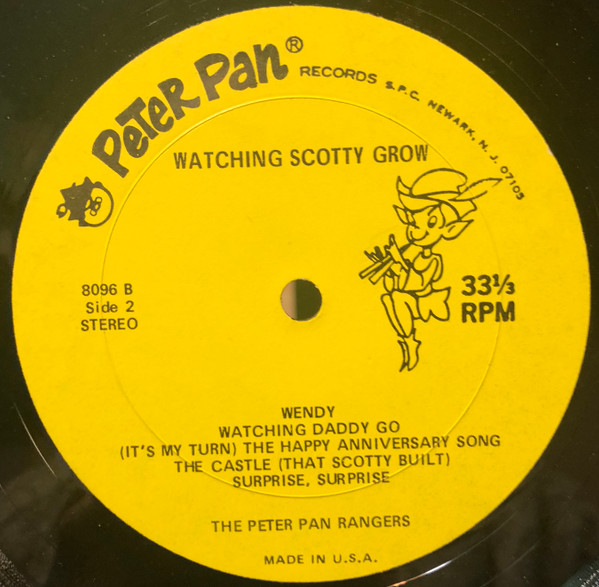 PETER PAN® RECORDS S.P.C. NEWARK, N. J. 07105
WATCHING SCOTTY GROW
8096 B
Side 2
STEREO
33⅓
RPM
WENDY
WATCHING DADDY GO
(IT'S MY TURN) THE HAPPY ANNIVERSARY SONG
THE CASTLE (THAT SCOTTY BUILT)
SURPRISE, SURPRISE
THE PETER PAN RANGERS
MADE IN U.S.A.